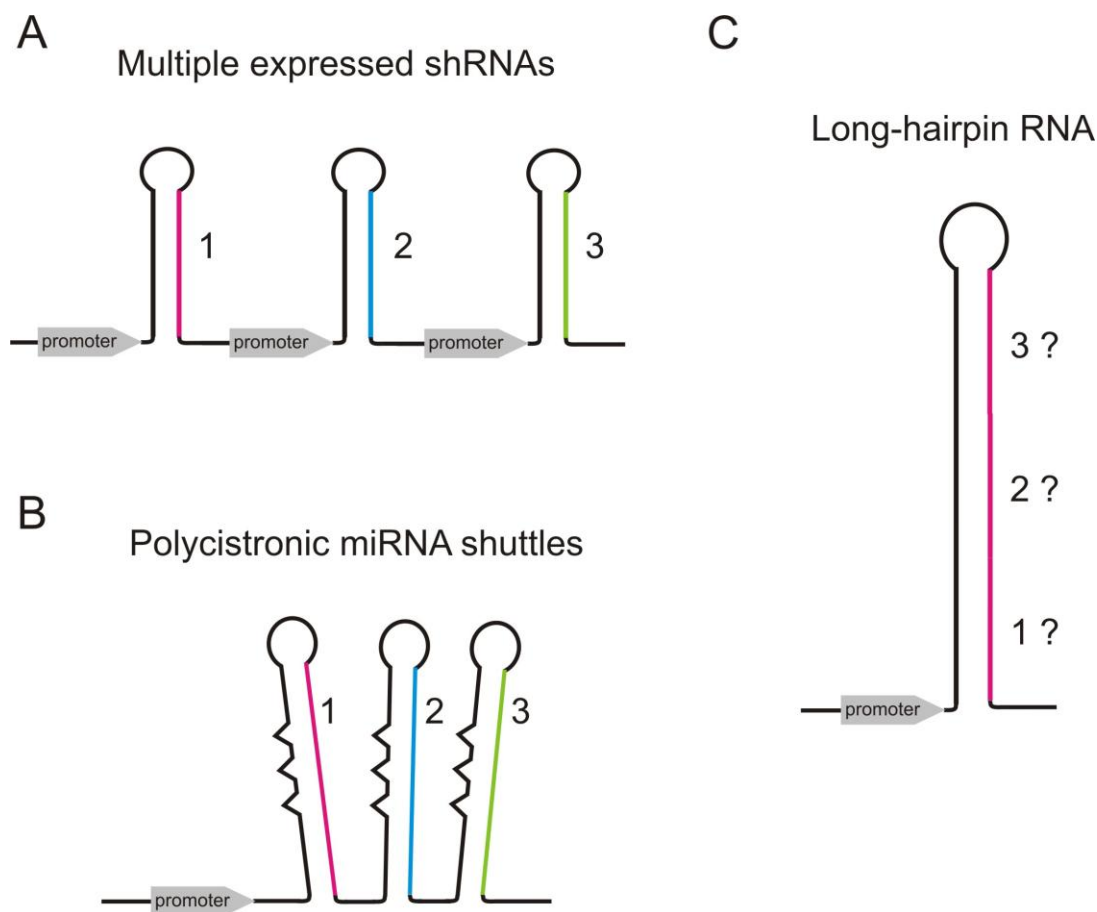 A
Multiple expressed shRNAs
1
2
3
promoter
promoter
promoter
B
Polycistronic miRNA shuttles
1
2
3
promoter
C
Long-hairpin RNA
3 ?
2 ?
1 ?
promoter